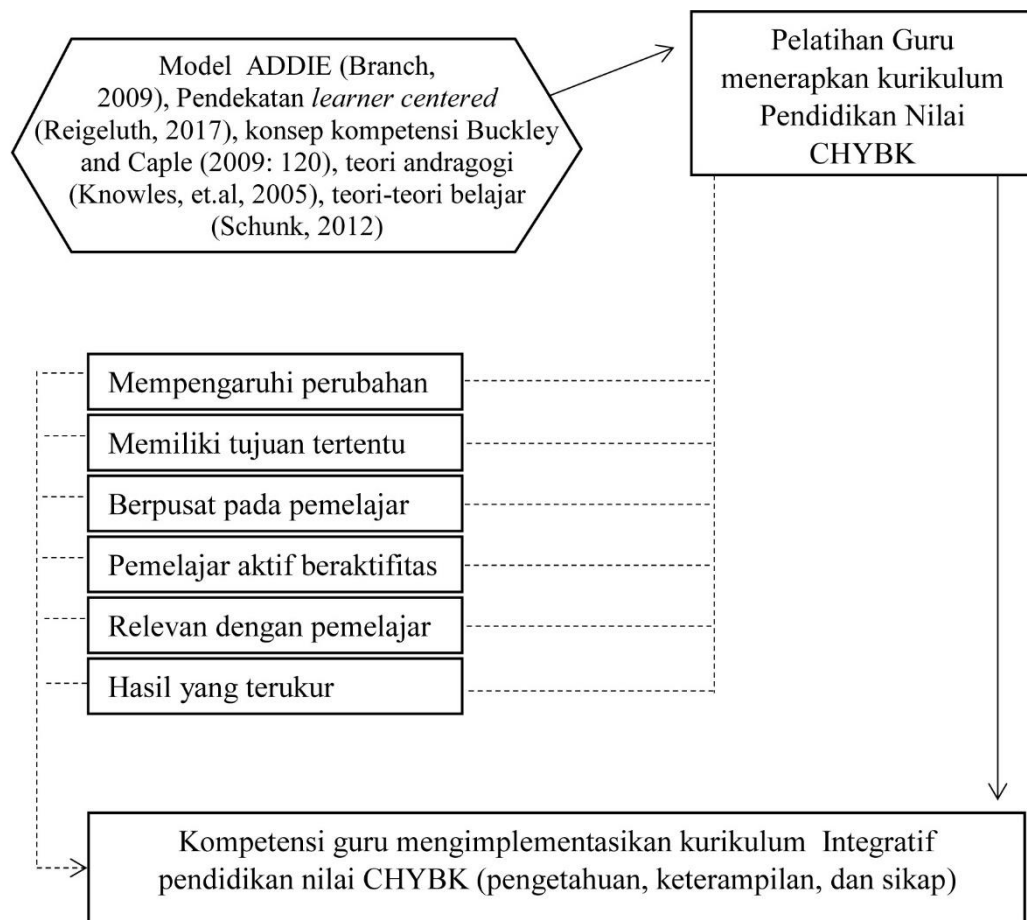 Model ADDIE (Branch,
2009), Pendekatan learner centered
(Reigeluth, 2017), konsep kompetensi Buckley
and Caple (2009: 120), teori andragogi
(Knowles, et.al, 2005), teori-teori belajar
(Schunk, 2012)
Pelatihan Guru
menerapkan kurikulum
Pendidikan Nilai
CHYBK
Mempengaruhi perubahan
Memiliki tujuan tertentu
Berpusat pada pemelajar
Pemelajar aktif beraktifitas
Relevan dengan pemelajar
Hasil yang terukur
Kompetensi guru mengimplementasikan kurikulum Integratif
pendidikan nilai CHYBK (pengetahuan, keterampilan, dan sikap)